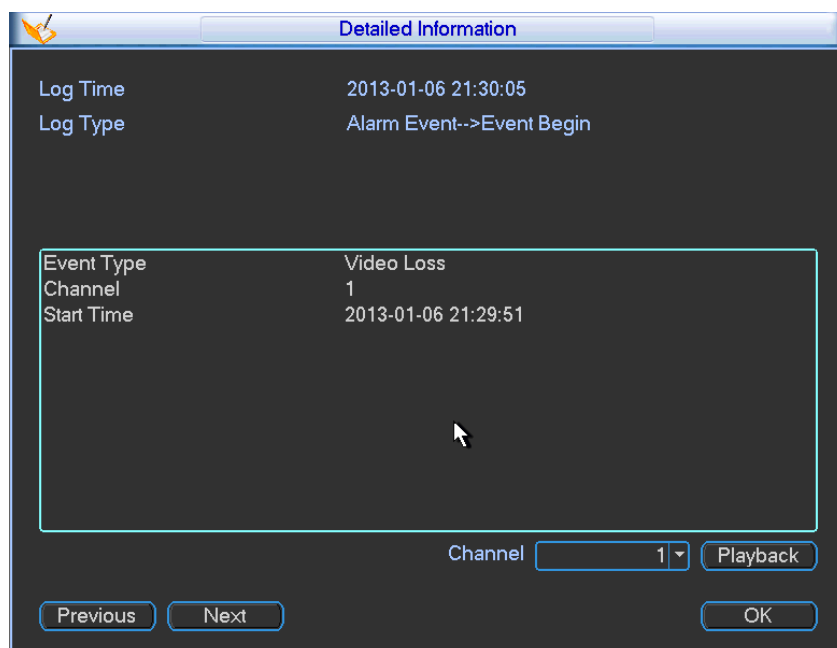 Detailed Information
Log Time 2013-01-06 21:30:05
Log Type Alarm Event-->Event Begin
Event Type Video Loss
Channel 1
Start Time 2013-01-06 21:29:51
Channel 1 Playback
Previous Next OK